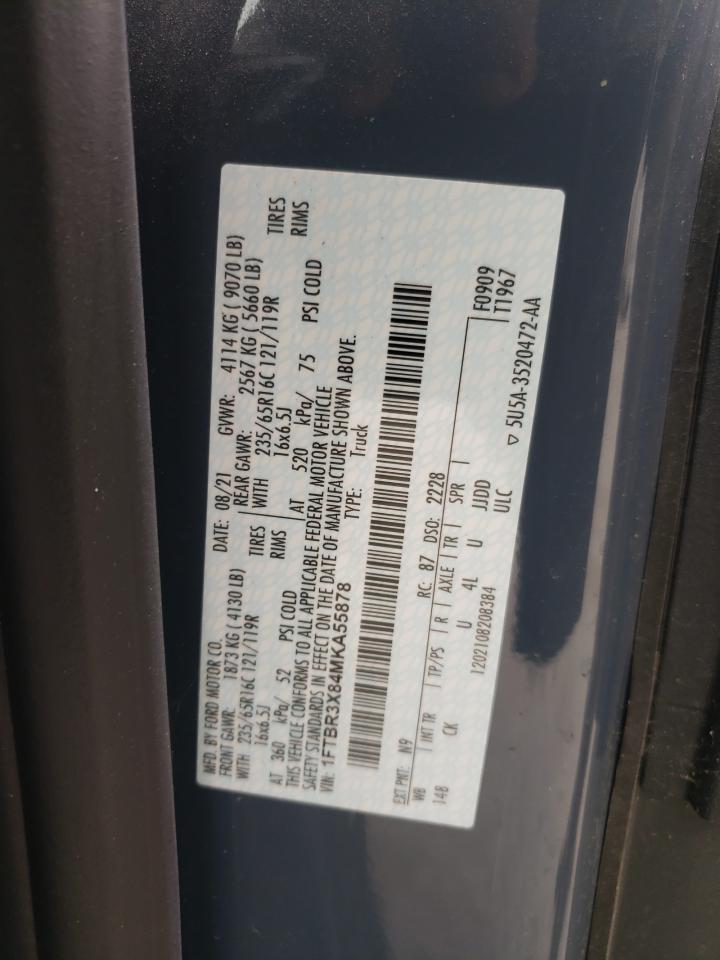 MFD. BY FORD MOTOR CO. DATE: 08/21 GVWR: 4114 KG ( 9070 LB)
FRONT GAWR: 1873 KG ( 4130 LB) REAR GAWR: 2567 KG ( 5660 LB)
WITH 235/65R16C 121/119R TIRES WITH 235/65R16C 121/119R TIRES
16x6.5J RIMS 16x6.5J RIMS
AT 360 kPa/ 52 PSI COLD AT 520 kPa/ 75 PSI COLD
THIS VEHICLE CONFORMS TO ALL APPLICABLE FEDERAL MOTOR VEHICLE
SAFETY STANDARDS IN EFFECT ON THE DATE OF MANUFACTURE SHOWN ABOVE.
VIN: 1FTBR3X84MKA55878 TYPE: Truck
EXT PNT: N9 RC: 87 DSO: 2228
WB INT TR TP/PS R AXLE TR SPR F0909
148 CK U 4L U JJDD T1967
1202108208384 ULC ▽ 5U5A-3520472-AA